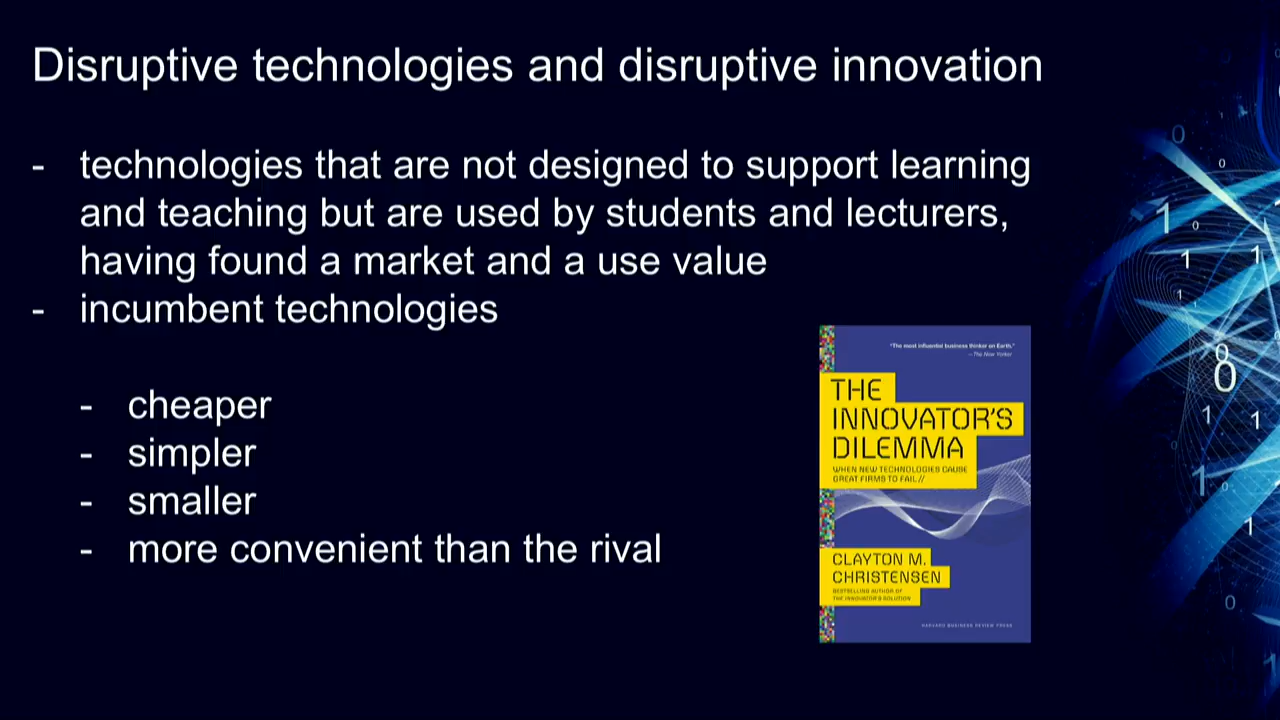 Disruptive technologies and disruptive innovation
- technologies that are not designed to support learning
and teaching but are used by students and lecturers,
having found a market and a use value
- incumbent technologies
- cheaper
- simpler
- smaller
- more convenient than the rival
"The most influential business thinker on Earth."
—The New Yorker
THE
INNOVATOR'S
DILEMMA
WHEN NEW TECHNOLOGIES CAUSE
GREAT FIRMS TO FAIL//
CLAYTON M.
CHRISTENSEN
BESTSELLING AUTHOR OF
THE INNOVATOR'S SOLUTION
HARVARD BUSINESS REVIEW PRESS